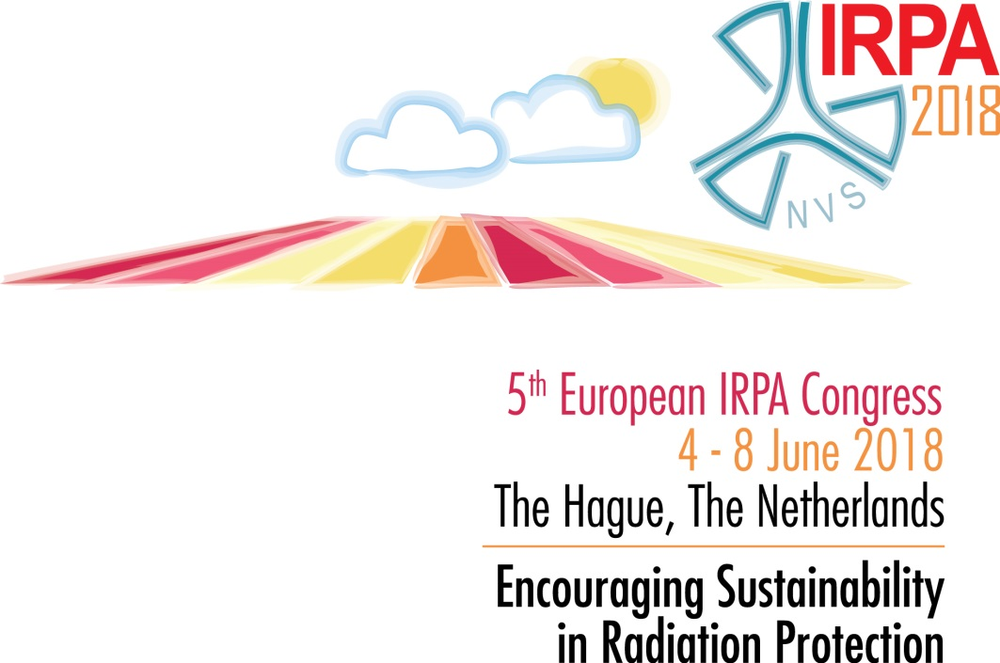 IRPA
2018
NVS
5th European IRPA Congress
4 - 8 June 2018
The Hague, The Netherlands
Encouraging Sustainability
in Radiation Protection